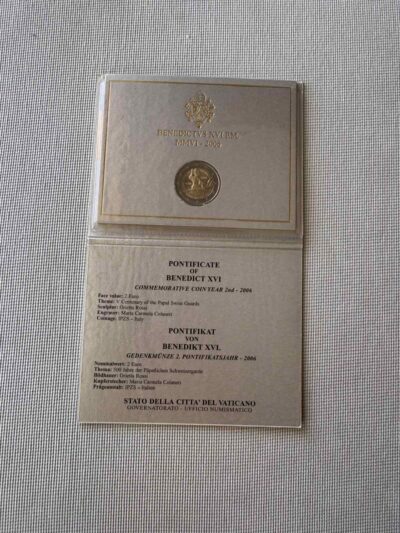 BENEDICTVS XVI P.M.
MMVI - 2006
PONTIFICATE
OF
BENEDICT XVI
COMMEMORATIVE COIN YEAR 2nd - 2006
Face value: 2 Euro
Theme: V Centenary of the Papal Swiss Guards
Sculptor: Orietta Rossi
Engraver: Maria Carmela Colaneri
Coinage: IPZS - Italy
PONTIFIKAT
VON
BENEDIKT XVI.
GEDENKMÜNZE 2. PONTIFIKATSJAHR - 2006
Nennwert: 2 Euro
Thema: 500 Jahre der Päpstlichen Schweizergarde
Bildhauer: Orietta Rossi
Kupferstecher: Maria Carmela Colaneri
Prägeanstalt: IPZS - Italien
STATO DELLA CITTA' DEL VATICANO
GOVERNATORATO - UFFICIO NUMISMATICO